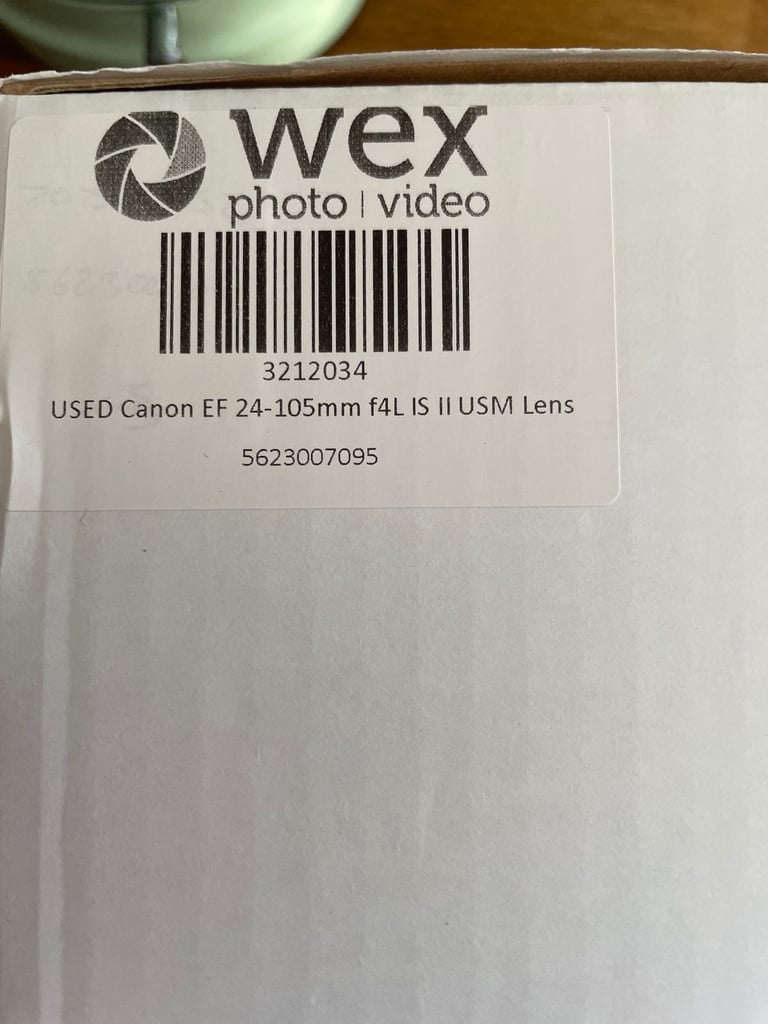 wex
photo | video
3212034
USED Canon EF 24-105mm f4L IS II USM Lens
5623007095